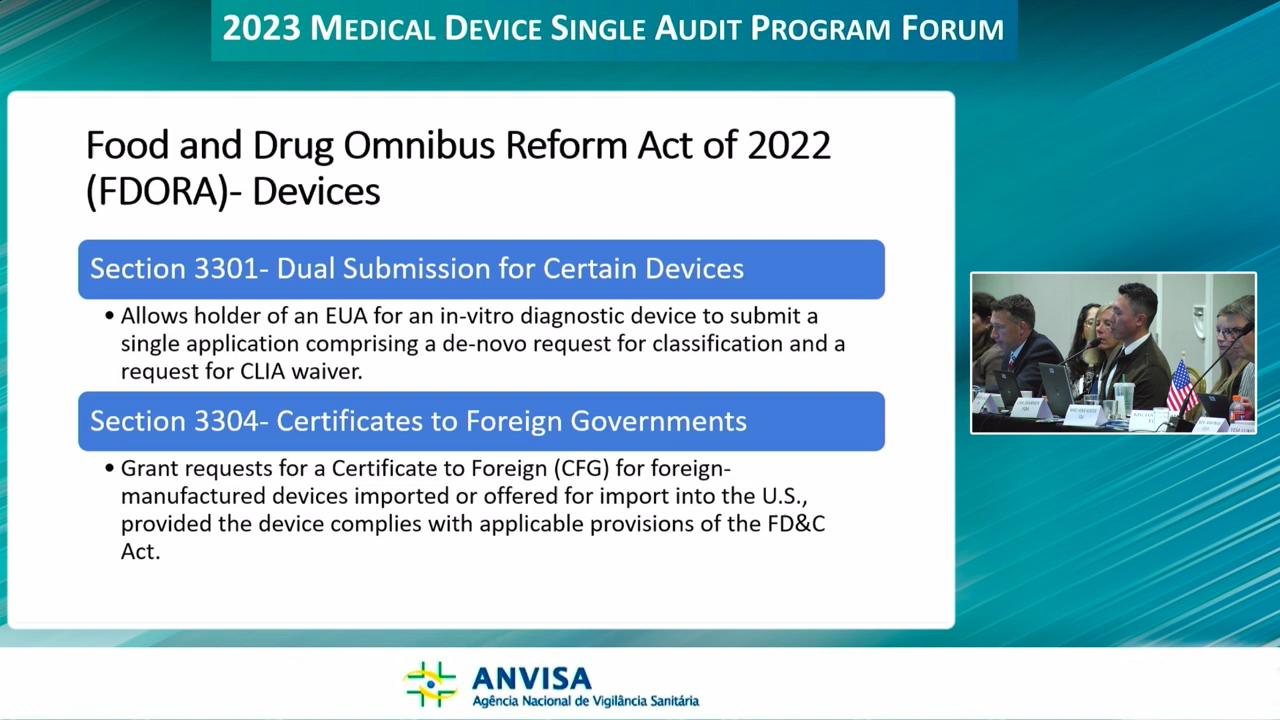 2023 MEDICAL DEVICE SINGLE AUDIT PROGRAM FORUM
Food and Drug Omnibus Reform Act of 2022
(FDORA)- Devices
Section 3301- Dual Submission for Certain Devices
• Allows holder of an EUA for an in-vitro diagnostic device to submit a
single application comprising a de-novo request for classification and a
request for CLIA waiver.
Section 3304- Certificates to Foreign Governments
• Grant requests for a Certificate to Foreign (CFG) for foreign-
manufactured devices imported or offered for import into the U.S.,
provided the device complies with applicable provisions of the FD&C
Act.
ANVISA
Agência Nacional de Vigilância Sanitária